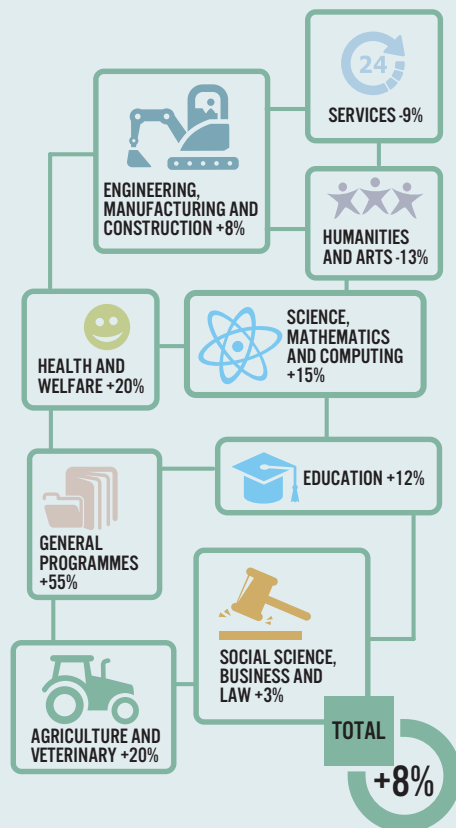 24
SERVICES -9%
ENGINEERING,
MANUFACTURING AND
CONSTRUCTION +8%
HUMANITIES
AND ARTS -13%
HEALTH AND
WELFARE +20%
SCIENCE,
MATHEMATICS
AND COMPUTING
+15%
EDUCATION +12%
GENERAL
PROGRAMMES
+55%
SOCIAL SCIENCE,
BUSINESS AND
LAW +3%
AGRICULTURE AND
VETERINARY +20%
TOTAL
+8%